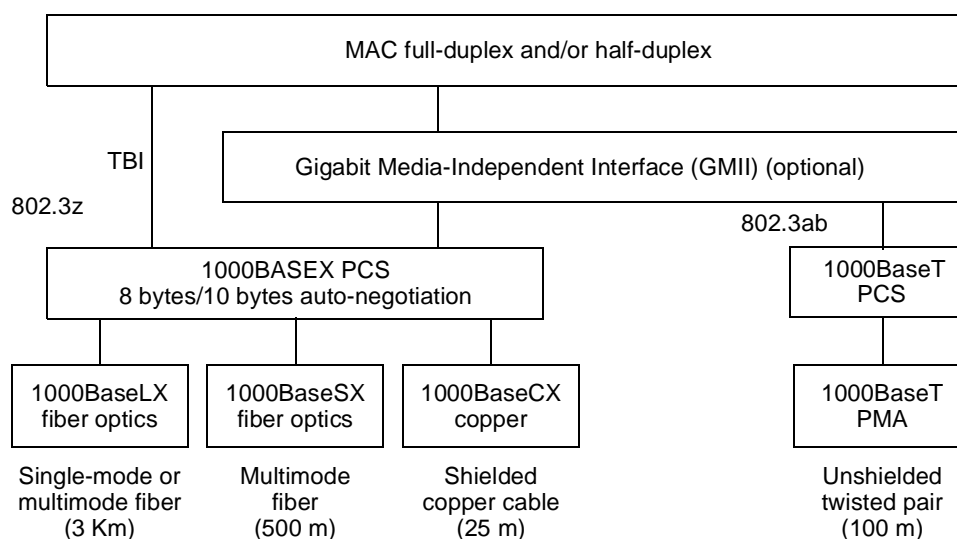 MAC full-duplex and/or half-duplex
TBI
Gigabit Media-Independent Interface (GMII) (optional)
802.3z
802.3ab
1000BASEX PCS
8 bytes/10 bytes auto-negotiation
1000BaseT
PCS
1000BaseLX
fiber optics
1000BaseSX
fiber optics
1000BaseCX
copper
1000BaseT
PMA
Single-mode or
multimode fiber
(3 Km)
Multimode
fiber
(500 m)
Shielded
copper cable
(25 m)
Unshielded
twisted pair
(100 m)